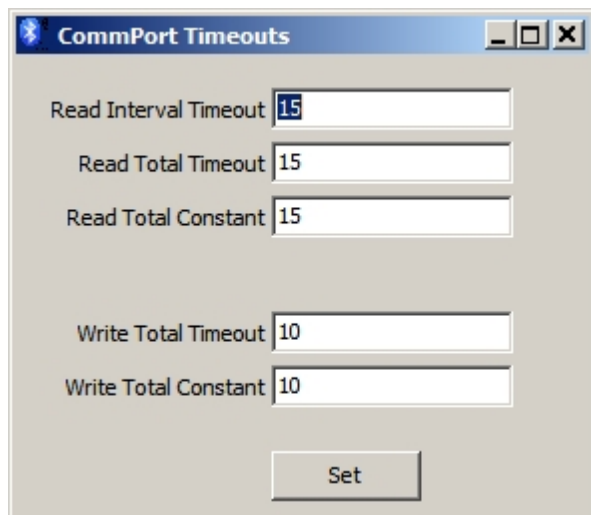 CommPort Timeouts
Read Interval Timeout 15
Read Total Timeout 15
Read Total Constant 15
Write Total Timeout 10
Write Total Constant 10
Set